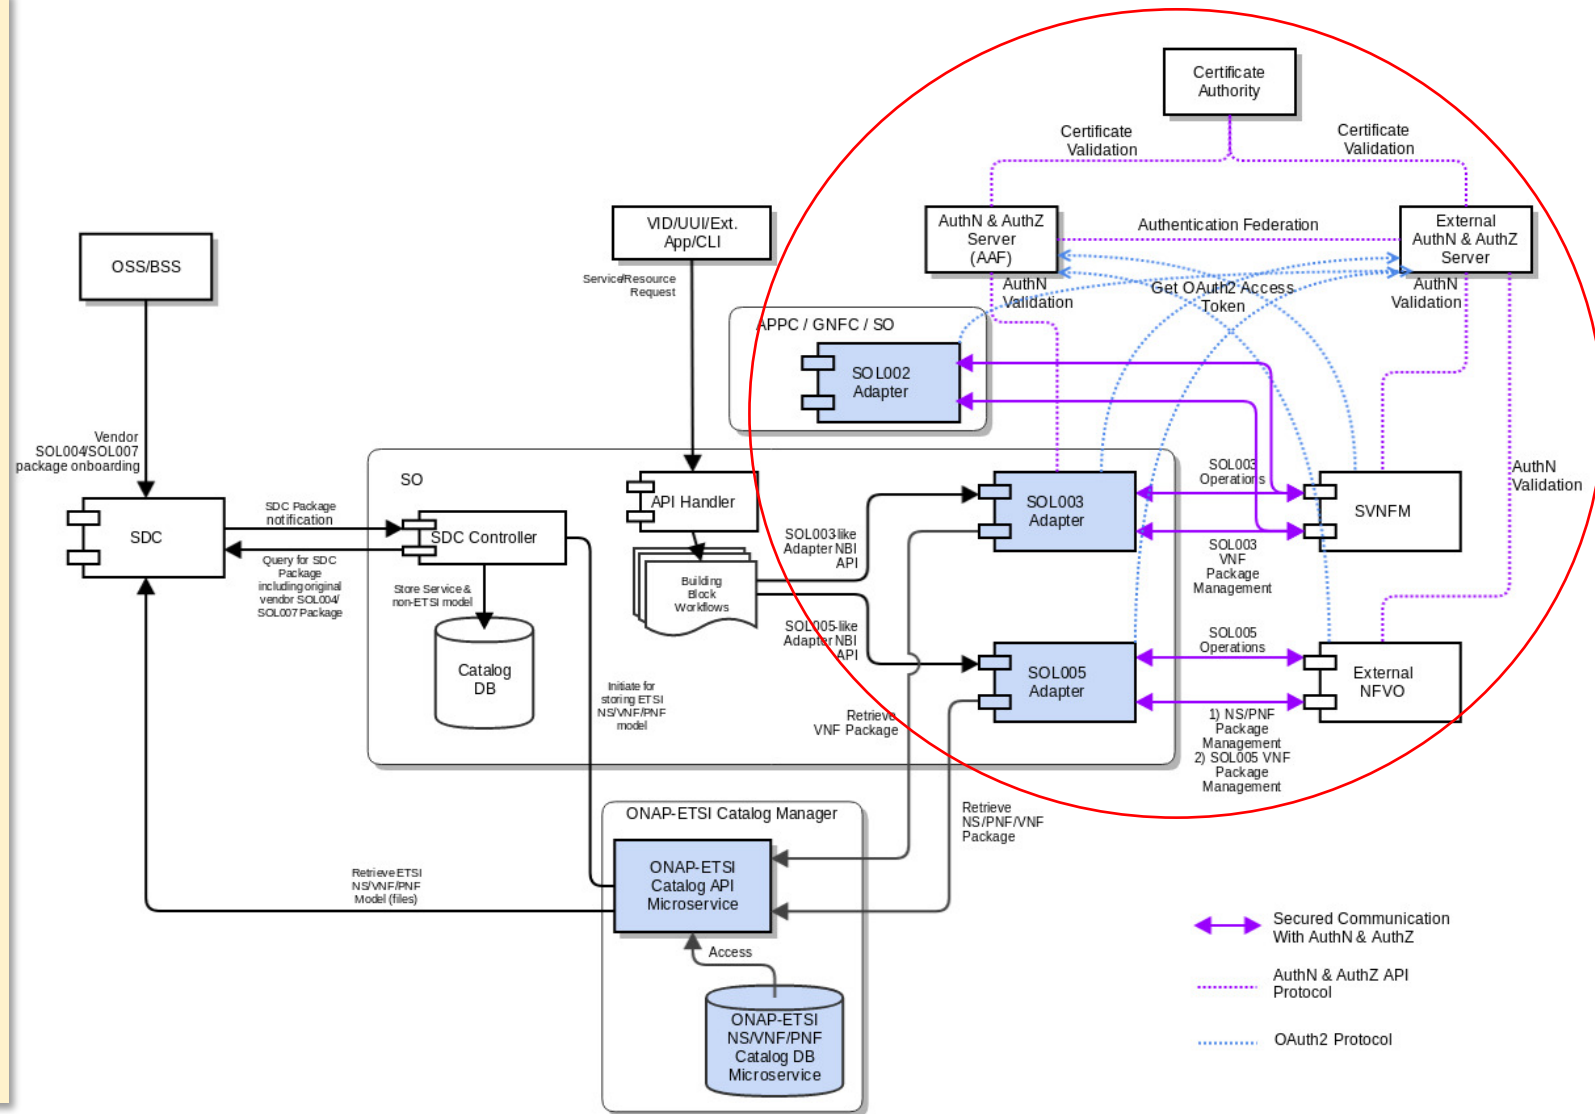 Certificate
Authority
Certificate
Validation
Certificate
Validation
VID/UUI/Ext.
App/CLI
AuthN & AuthZ
Server
(AAF)
Authentication Federation
External
AuthN & AuthZ
Server
OSS/BSS
Service/Resource
Request
AuthN
Validation
Get OAuth2 Access
Token
AuthN
Validation
APPC / GNFC / SO
SOL002
Adapter
Vendor
SOL004/SOL007
package onboarding
SO
API Handler
SOL003
Adapter
SOL003
Operations
SVNFM
AuthN
Validation
SDC
SDC Package
notification
SDC Controller
SOL003-like
Adapter NBI
API
SOL003
VNF
Package
Management
Query for SDC
Package
including original
vendor SOL004/
SOL007 Package
Store Service &
non-ETSI model
Building
Block
Workflows
SOL005-like
Adapter NBI
API
SOL005
Operations
Catalog
DB
SOL005
Adapter
External
NFVO
Initiate for
storing ETSI
NS/VNF/PNF
model
Retrieve
VNF Package
1) NS/PNF
Package
Management
2) SOL005 VNF
Package
Management
ONAP-ETSI Catalog Manager
Retrieve
NS/PNF/VNF
Package
ONAP-ETSI
Catalog API
Microservice
Retrieve ETSI
NS/VNF/PNF
Model (files)
Access
ONAP-ETSI
NS/VNF/PNF
Catalog DB
Microservice
Secured Communication
With AuthN & AuthZ
AuthN & AuthZ API
Protocol
OAuth2 Protocol